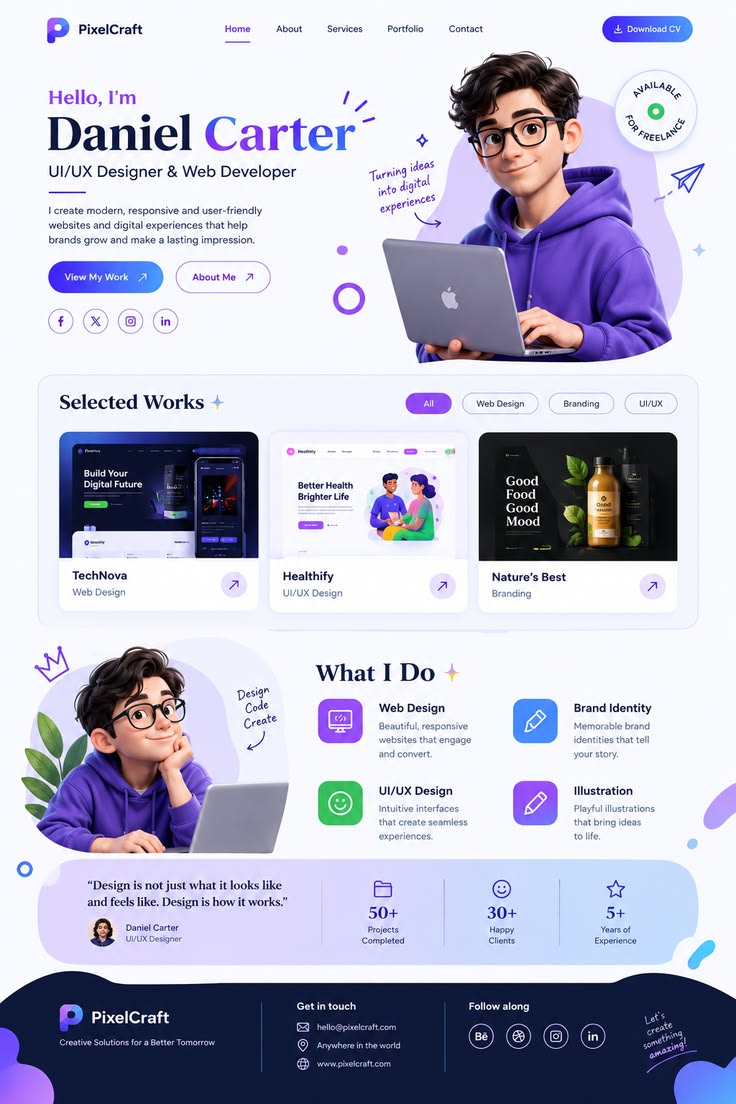 PixelCraft
Home
About
Services
Portfolio
Contact
Download CV
Hello, I'm
Daniel Carter
UI/UX Designer & Web Developer
I create modern, responsive and user-friendly
websites and digital experiences that help
brands grow and make a lasting impression.
View My Work
About Me
Turning ideas
into digital
experiences
AVAILABLE
FOR FREELANCE
Selected Works
All
Web Design
Branding
UI/UX
Build Your
Digital Future
TechNova
Web Design
Healthify
Better Health
Brighter Life
Healthify
UI/UX Design
Good
Food
Good
Mood
Nature's Best
Branding
Design
Code
Create
What I Do
Web Design
Beautiful, responsive
websites that engage
and convert.
Brand Identity
Memorable brand
identities that tell
your story.
UI/UX Design
Intuitive interfaces
that create seamless
experiences.
Illustration
Playful illustrations
that bring ideas
to life.
“Design is not just what it looks like
and feels like. Design is how it works.”
Daniel Carter
UI/UX Designer
50+
Projects
Completed
30+
Happy
Clients
5+
Years of
Experience
PixelCraft
Creative Solutions for a Better Tomorrow
Get in touch
hello@pixelcraft.com
Anywhere in the world
www.pixelcraft.com
Follow along
Bē
in
Let's
create
something
amazing!